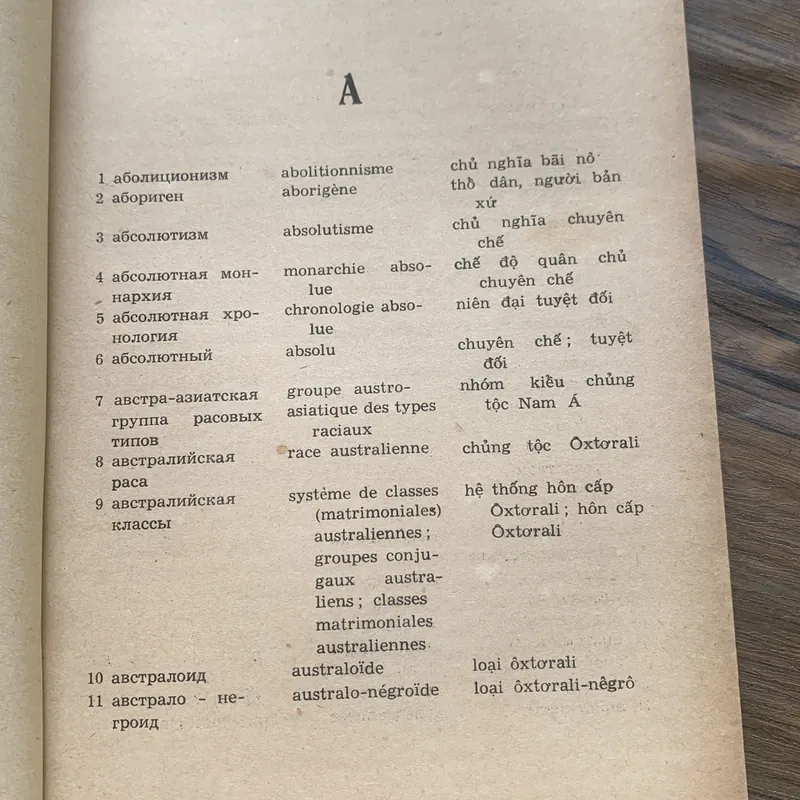 A
1 аболиционизм abolitionnisme chủ nghĩa bãi nô
2 абориген aborigène thổ dân, người bản
xứ
3 абсолютизм absolutisme chủ nghĩa chuyên
chế
4 абсолютная мон- monarchie abso- chế độ quân chủ
нархия lue chuyên chế
5 абсолютная хро- chronologie abso- niên đại tuyệt đối
нология lue
6 абсолютный absolu chuyên chế ; tuyệt
đối
7 австра-азиатская groupe austro- nhóm kiều chủng
группа расовых asiatique des types tộc Nam Á
типов raciaux
8 австралийская race australienne chủng tộc Ôxtơrali
раса
9 австралийская système de classes hệ thống hôn cấp
классы (matrimoniales) Ôxtơrali ; hôn cấp
australiennes ; Ôxtơrali
groupes conju-
gaux austra-
liens ; classes
matrimoniales
australiennes
10 австралоид australoïde loại ôxtơrali
11 австрало - не- australo-négroïde loại ôxtơrali-nêgrô
гроид